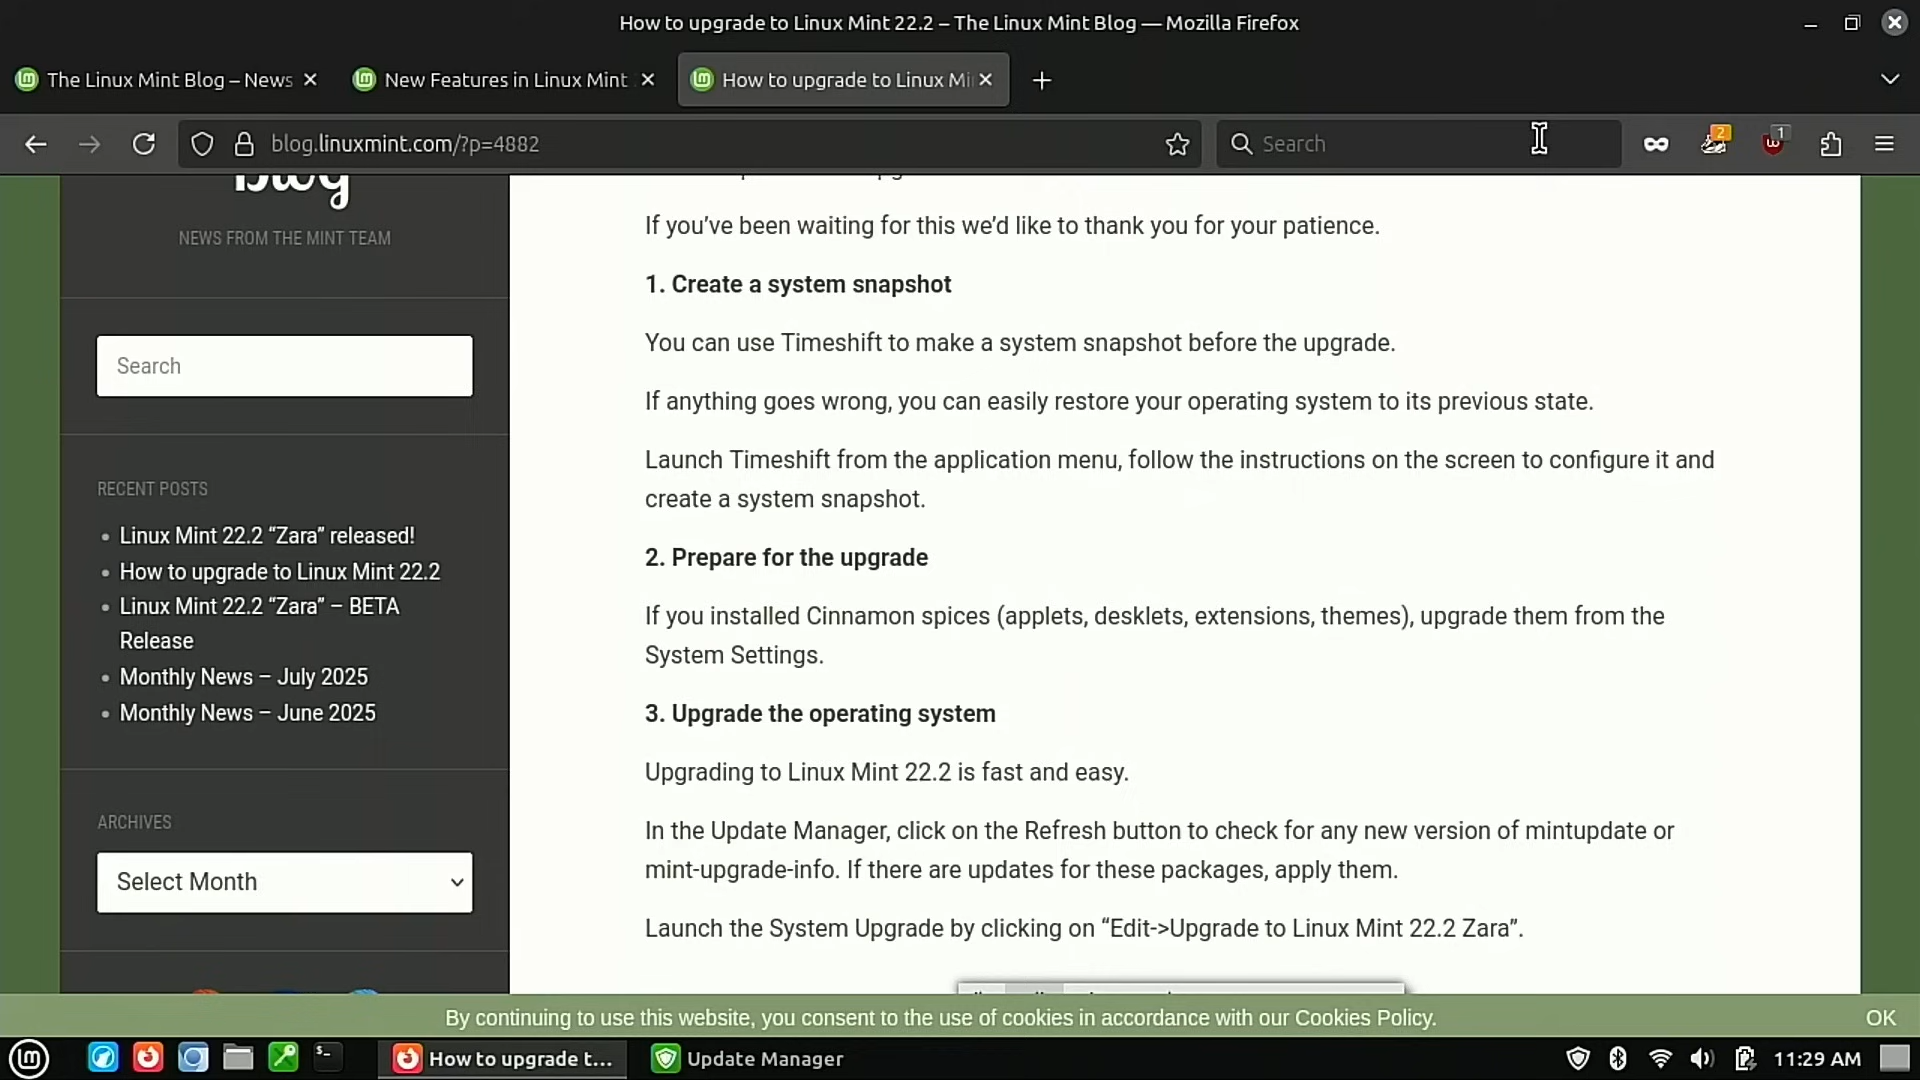 How to upgrade to Linux Mint 22.2 – The Linux Mint Blog — Mozilla Firefox
The Linux Mint Blog – News
New Features in Linux Mint
How to upgrade to Linux Mi
blog.linuxmint.com/?p=4882
Search
2
1
Blog
NEWS FROM THE MINT TEAM
Search
RECENT POSTS
Linux Mint 22.2 “Zara” released!
How to upgrade to Linux Mint 22.2
Linux Mint 22.2 “Zara” – BETA
Release
Monthly News – July 2025
Monthly News – June 2025
ARCHIVES
Select Month
If you’ve been waiting for this we’d like to thank you for your patience.
1. Create a system snapshot
You can use Timeshift to make a system snapshot before the upgrade.
If anything goes wrong, you can easily restore your operating system to its previous state.
Launch Timeshift from the application menu, follow the instructions on the screen to configure it and
create a system snapshot.
2. Prepare for the upgrade
If you installed Cinnamon spices (applets, desklets, extensions, themes), upgrade them from the
System Settings.
3. Upgrade the operating system
Upgrading to Linux Mint 22.2 is fast and easy.
In the Update Manager, click on the Refresh button to check for any new version of mintupdate or
mint-upgrade-info. If there are updates for these packages, apply them.
Launch the System Upgrade by clicking on “Edit->Upgrade to Linux Mint 22.2 Zara”.
By continuing to use this website, you consent to the use of cookies in accordance with our Cookies Policy.
OK
How to upgrade t...
Update Manager
11:29 AM